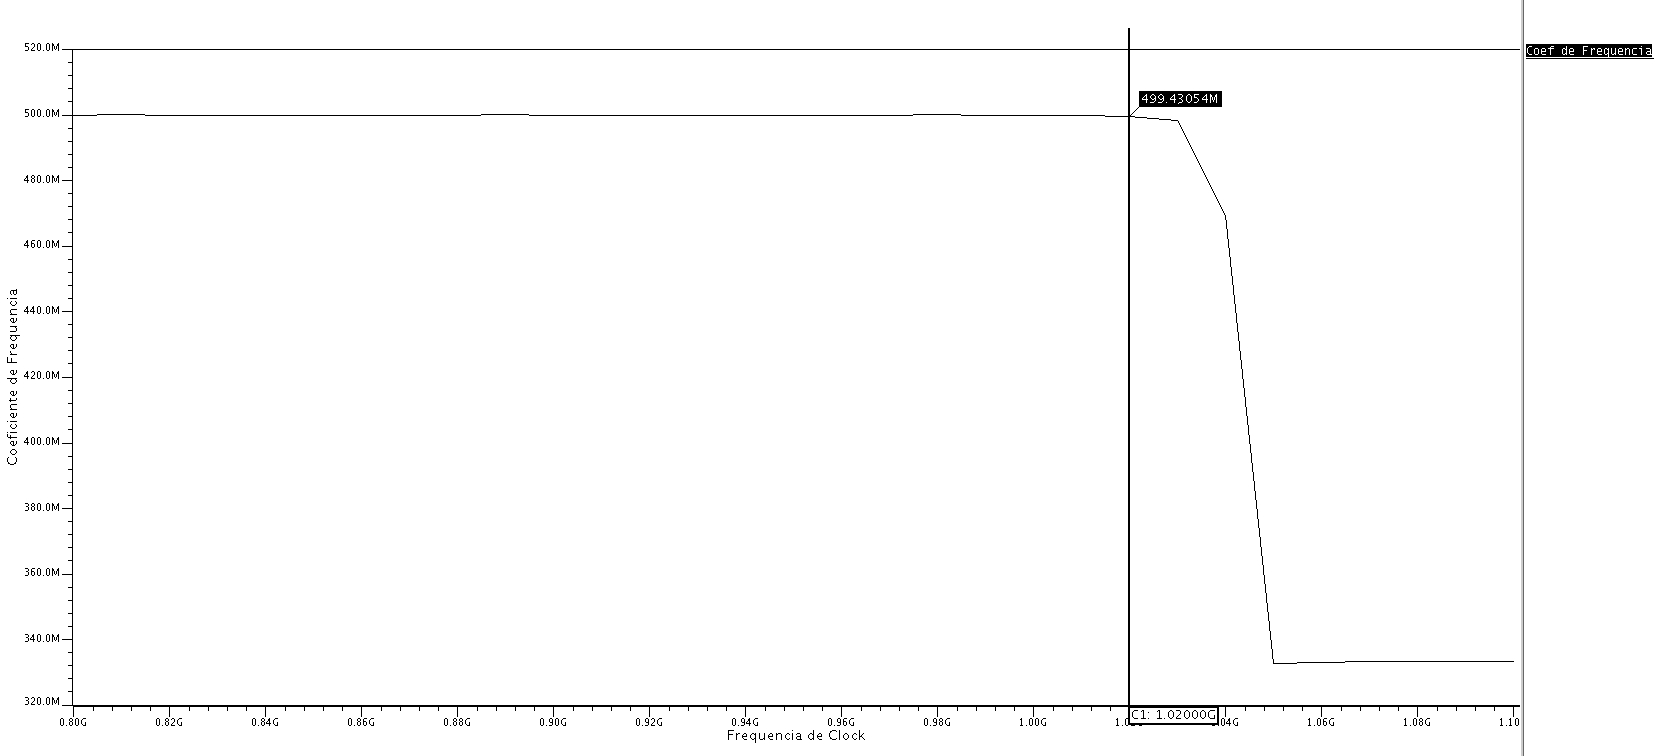 520.0M
500.0M
480.0M
460.0M
440.0M
420.0M
400.0M
380.0M
360.0M
340.0M
320.0M
Coeficiente de Frequencia
499.43054M
Coef de Frequencia
0.80G 0.82G 0.84G 0.86G 0.88G 0.90G 0.92G 0.94G 0.96G 0.98G 1.00G C1: 1.02000G 1.06G 1.08G 1.10
Frequencia de Clock